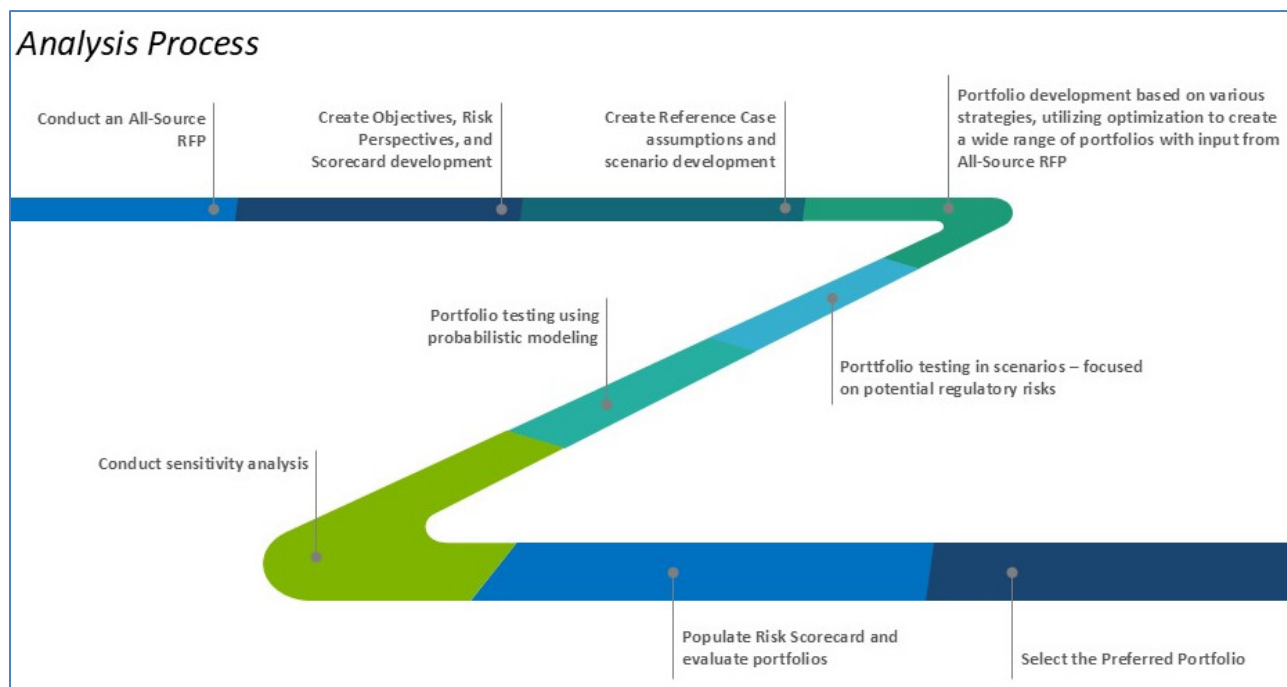 Analysis Process
Conduct an All-Source
RFP
Create Objectives, Risk
Perspectives, and
Scorecard development
Create Reference Case
assumptions and
scenario development
Portfolio development based on various
strategies, utilizing optimization to create
a wide range of portfolios with input from
All-Source RFP
Porttfolio testing in scenarios – focused
on potential regulatory risks
Portfolio testing using
probabilistic modeling
Conduct sensitivity analysis
Populate Risk Scorecard and
evaluate portfolios
Select the Preferred Portfolio